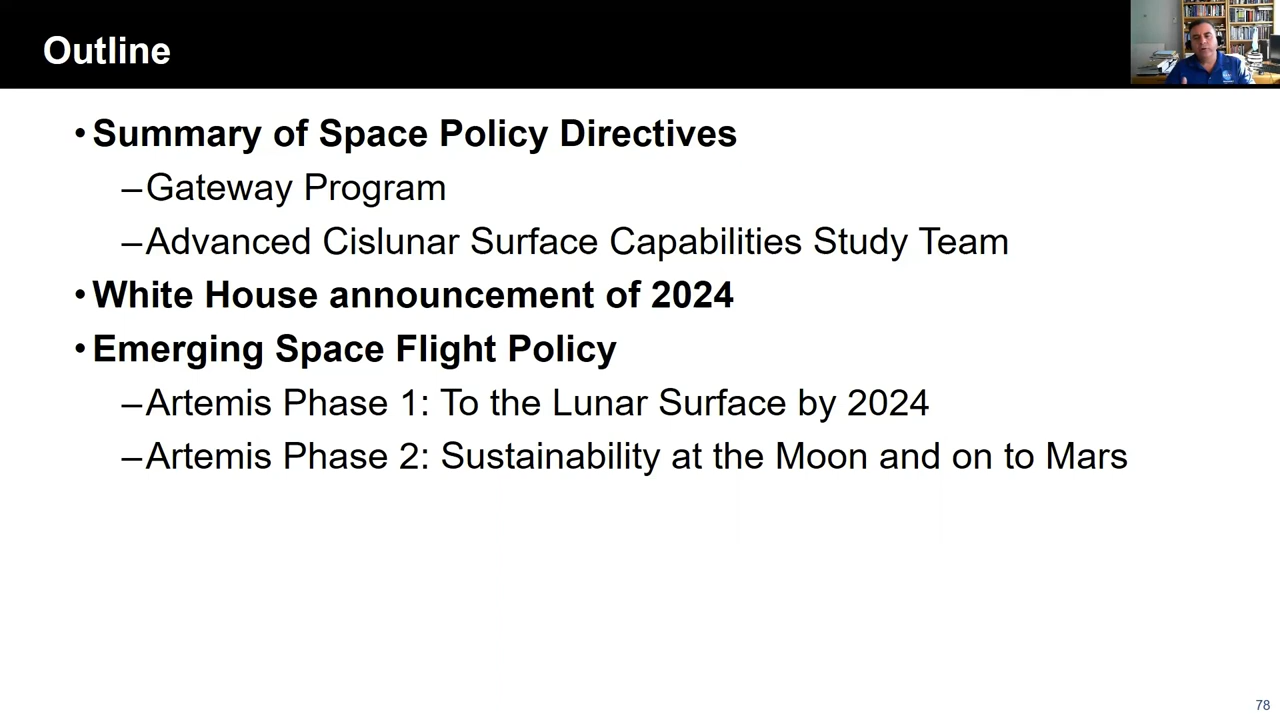 Outline
•Summary of Space Policy Directives
–Gateway Program
–Advanced Cislunar Surface Capabilities Study Team
•White House announcement of 2024
•Emerging Space Flight Policy
–Artemis Phase 1: To the Lunar Surface by 2024
–Artemis Phase 2: Sustainability at the Moon and on to Mars
78